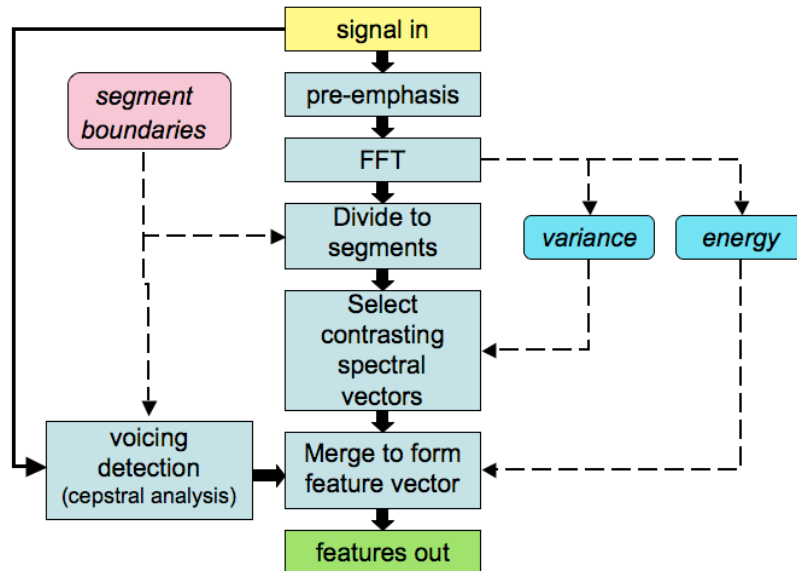 signal in
pre-emphasis
segment
boundaries
FFT
Divide to
segments
variance
energy
Select
contrasting
spectral
vectors
voicing
detection
(cepstral analysis)
Merge to form
feature vector
features out